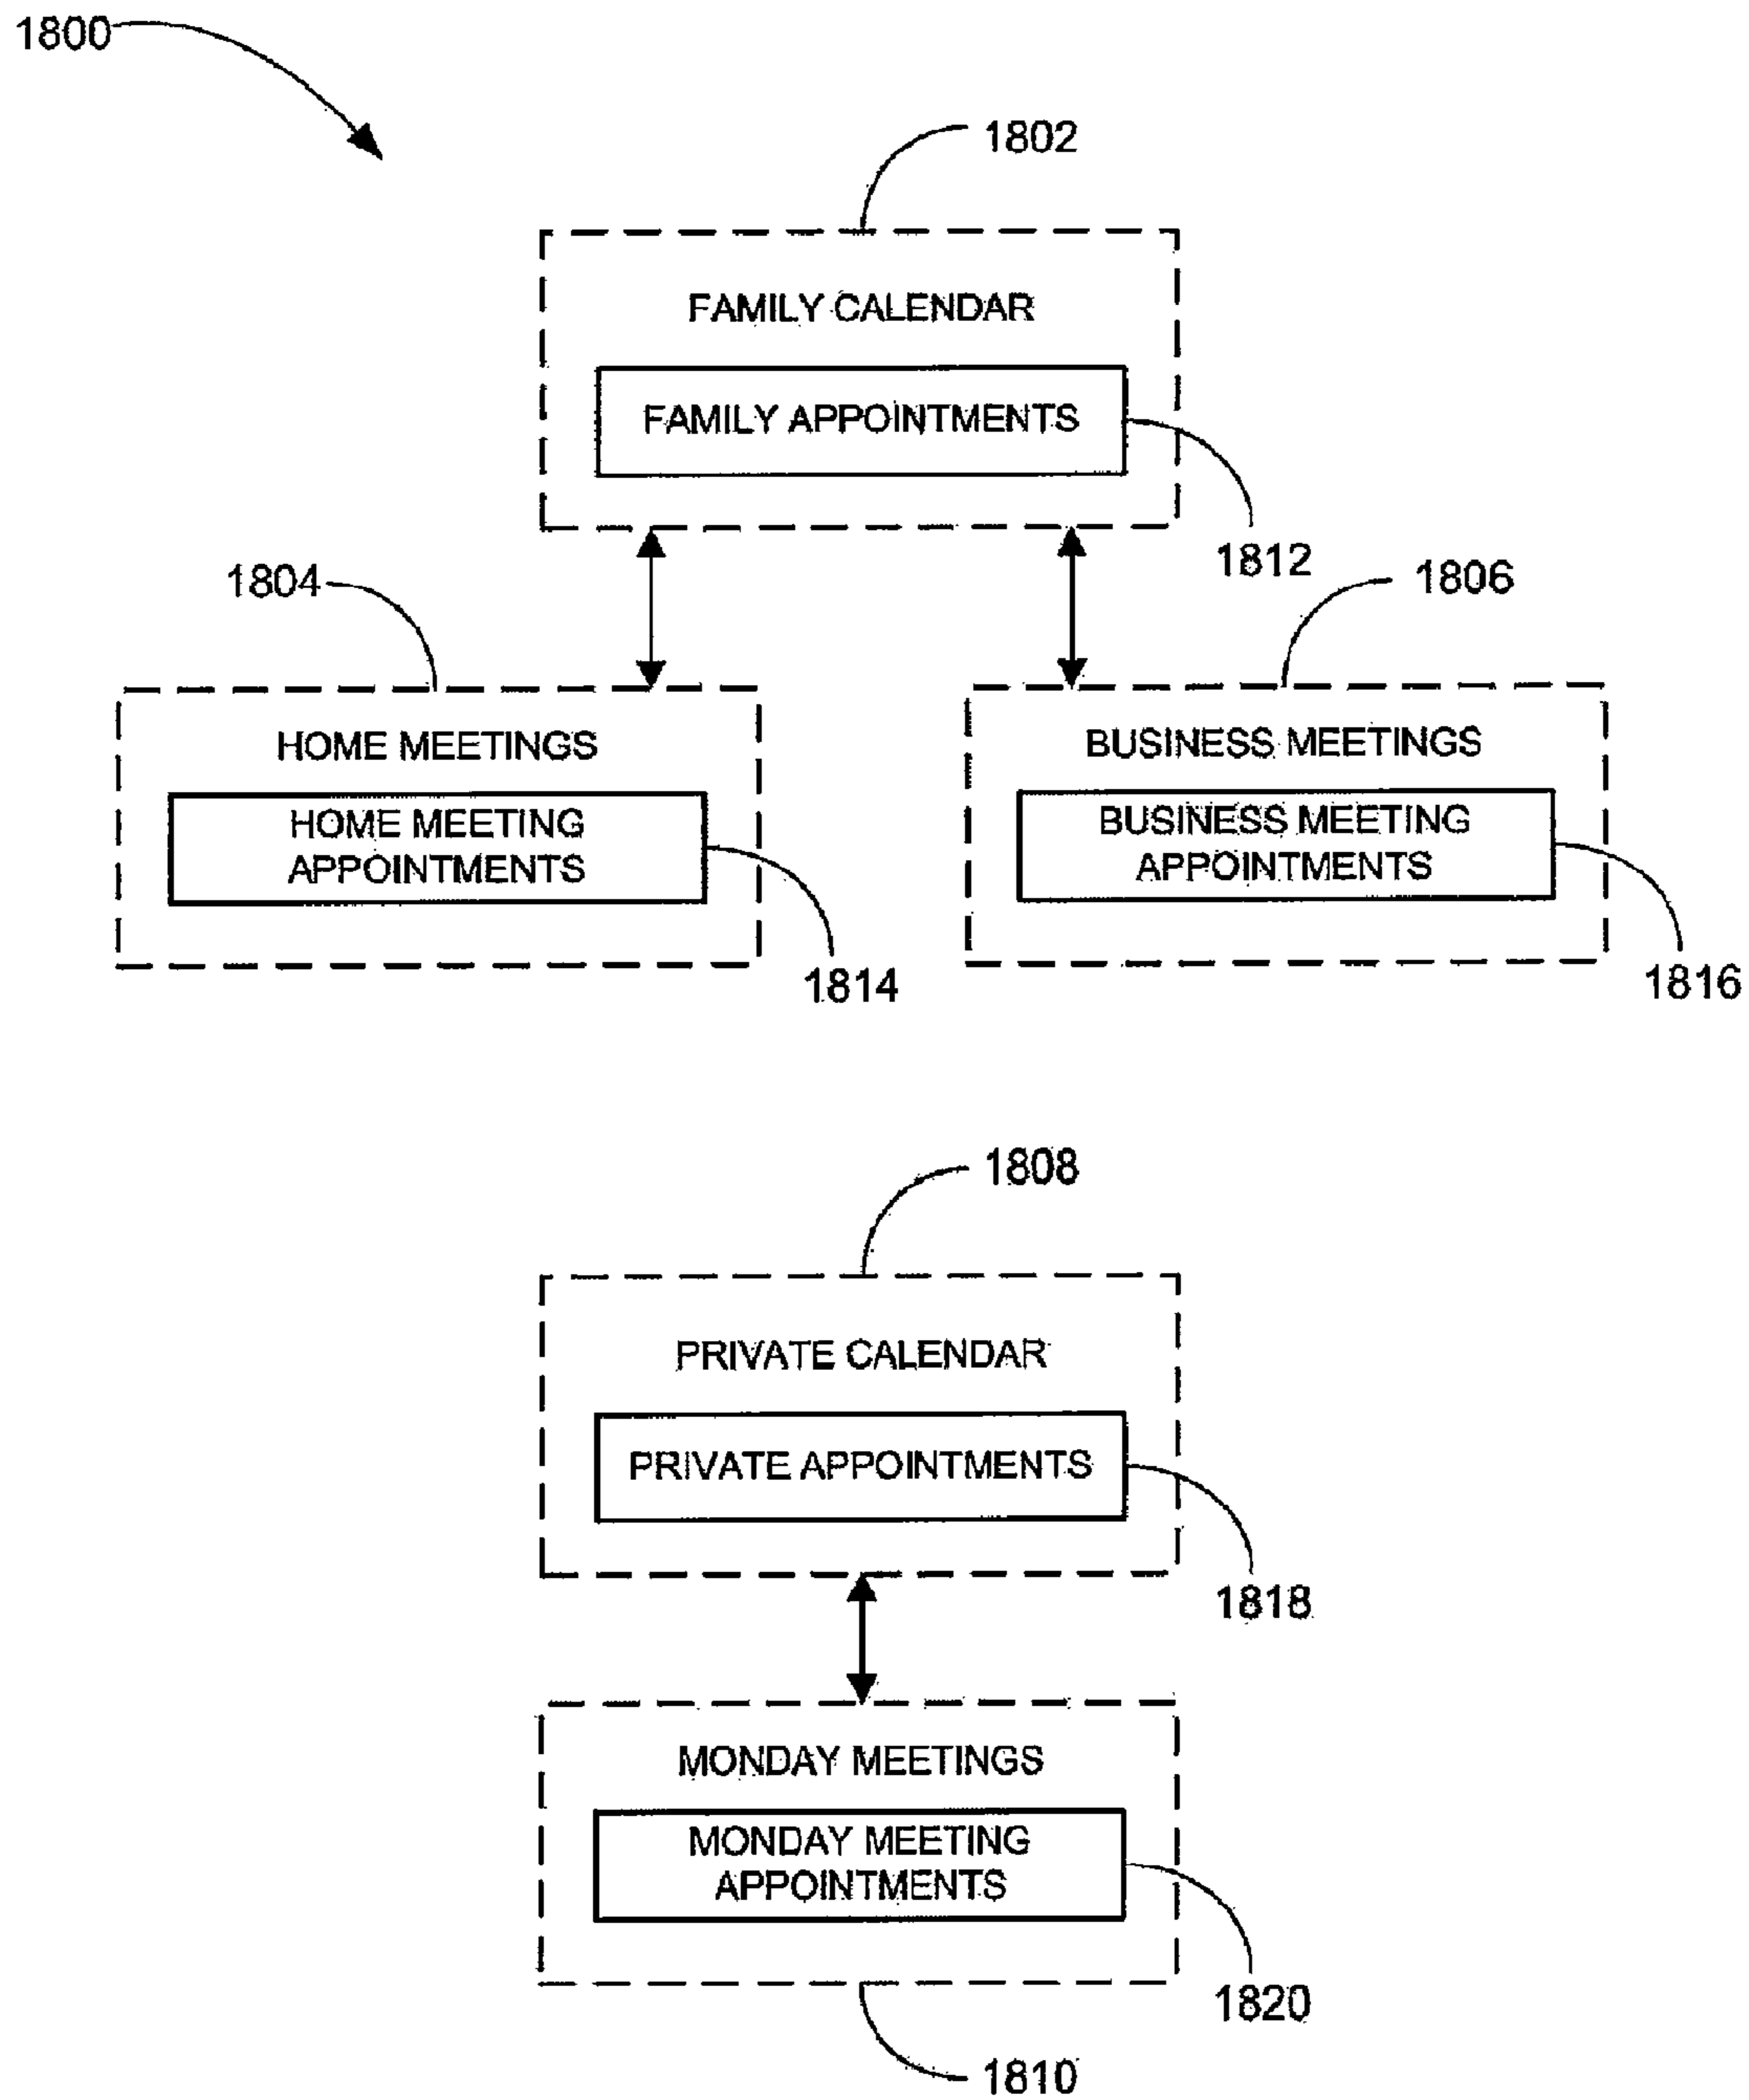 1800
1802
FAMILY CALENDAR
FAMILY APPOINTMENTS
1812
1804
1806
HOME MEETINGS
HOME MEETING
APPOINTMENTS
1814
BUSINESS MEETINGS
BUSINESS MEETING
APPOINTMENTS
1816
1808
PRIVATE CALENDAR
PRIVATE APPOINTMENTS
1818
MONDAY MEETINGS
MONDAY MEETING
APPOINTMENTS
1820
1810